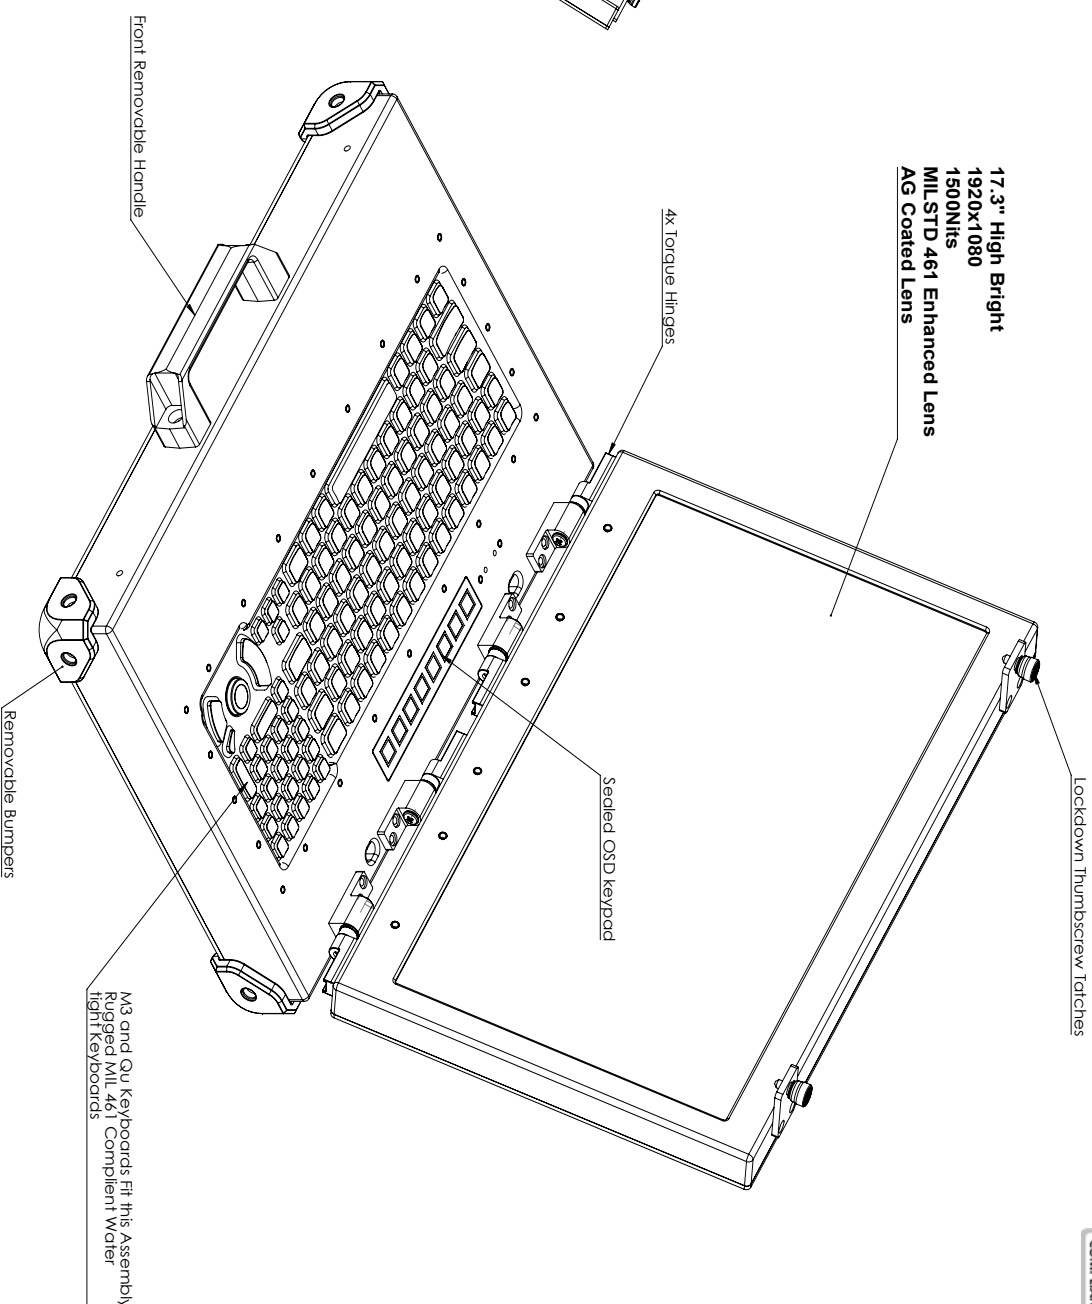 17.3" High Bright
1920x1080
1500Nits
MILSTD 461 Enhanced Lens
AG Coated Lens
Lockdown Thumbscrew Tatches
4x Torque Hinges
Sealed OSD keypad
Front Removable Handle
M3 and Qu Keyboards Fit this Assembly
Rugged MIL 461 Complient Water
tight Keyboards
Removable Bumpers